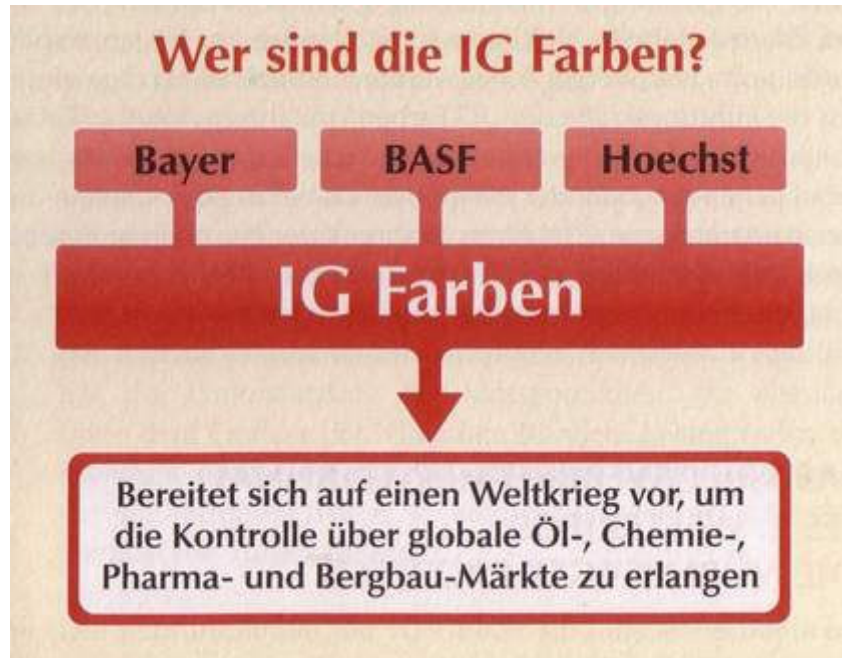 Wer sind die IG Farben?
Bayer
BASF
Hoechst
IG Farben
Bereitet sich auf einen Weltkrieg vor, um
die Kontrolle über globale Öl-, Chemie-,
Pharma- und Bergbau-Märkte zu erlangen